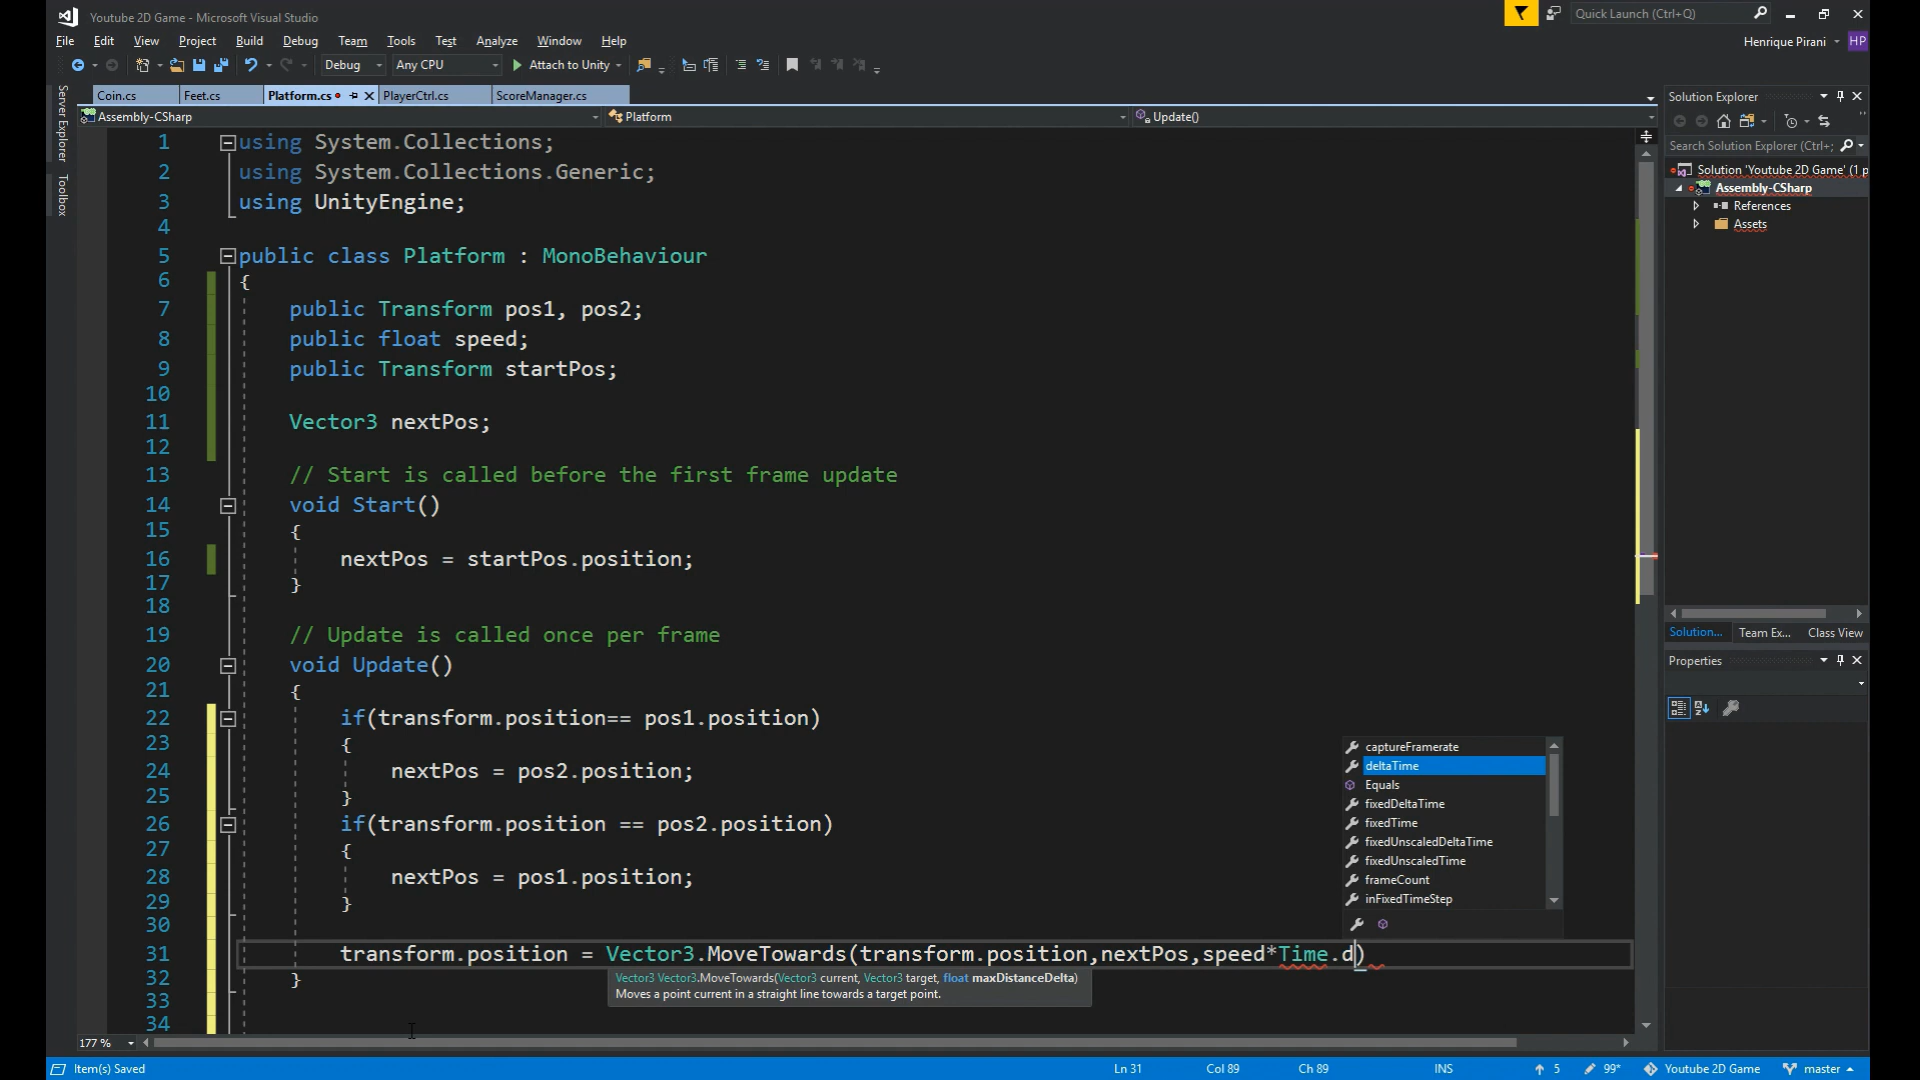 Youtube 2D Game - Microsoft Visual Studio
Quick Launch (Ctrl+Q)
File Edit View Project Build Debug Team Tools Test Analyze Window Help
Henrique Pirani HP
Debug Any CPU Attach to Unity
Server Explorer
Toolbox
Coin.cs Feet.cs Platform.cs PlayerCtrl.cs ScoreManager.cs
Assembly-CSharp Platform Update()
1 using System.Collections;
2 using System.Collections.Generic;
3 using UnityEngine;
4
5 public class Platform : MonoBehaviour
6 {
7 public Transform pos1, pos2;
8 public float speed;
9 public Transform startPos;
10
11 Vector3 nextPos;
12
13 // Start is called before the first frame update
14 void Start()
15 {
16 nextPos = startPos.position;
17 }
18
19 // Update is called once per frame
20 void Update()
21 {
22 if(transform.position== pos1.position)
23 {
24 nextPos = pos2.position;
25 }
26 if(transform.position == pos2.position)
27 {
28 nextPos = pos1.position;
29 }
30
31 transform.position = Vector3.MoveTowards(transform.position,nextPos,speed*Time.d)
32 }
33
34
captureFramerate
deltaTime
Equals
fixedDeltaTime
fixedTime
fixedUnscaledDeltaTime
fixedUnscaledTime
frameCount
inFixedTimeStep
Vector3 Vector3.MoveTowards(Vector3 current, Vector3 target, float maxDistanceDelta)
Moves a point current in a straight line towards a target point.
177 %
Solution Explorer
Search Solution Explorer (Ctrl+;
Solution 'Youtube 2D Game' (1 p
Assembly-CSharp
References
Assets
Solution... Team Ex... Class View
Properties
Item(s) Saved Ln 31 Col 89 Ch 89 INS 5 99* Youtube 2D Game master